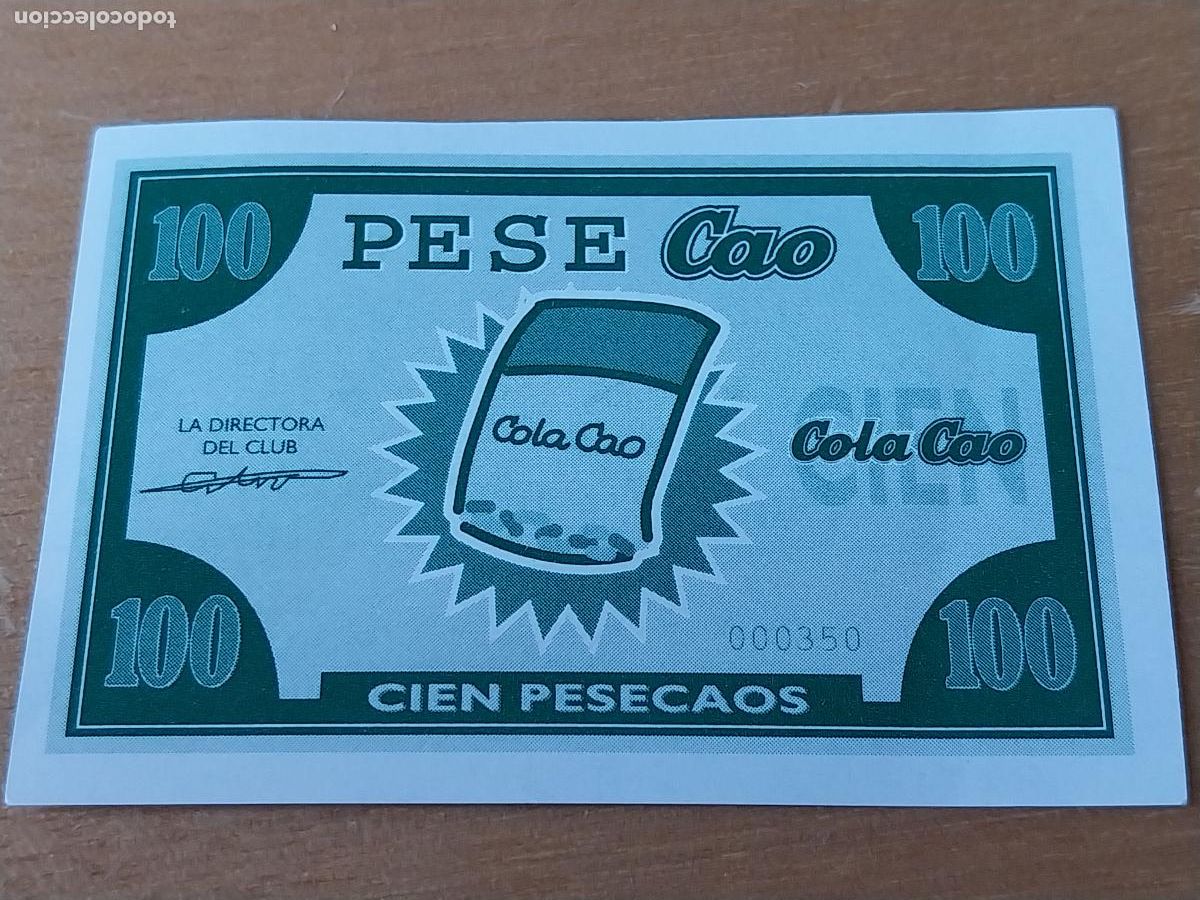 todocoleccion
100 PESE Cao 100
Cola Cao
LA DIRECTORA
DEL CLUB
CIEN
Cola Cao
000350
100 CIEN PESECAOS 100